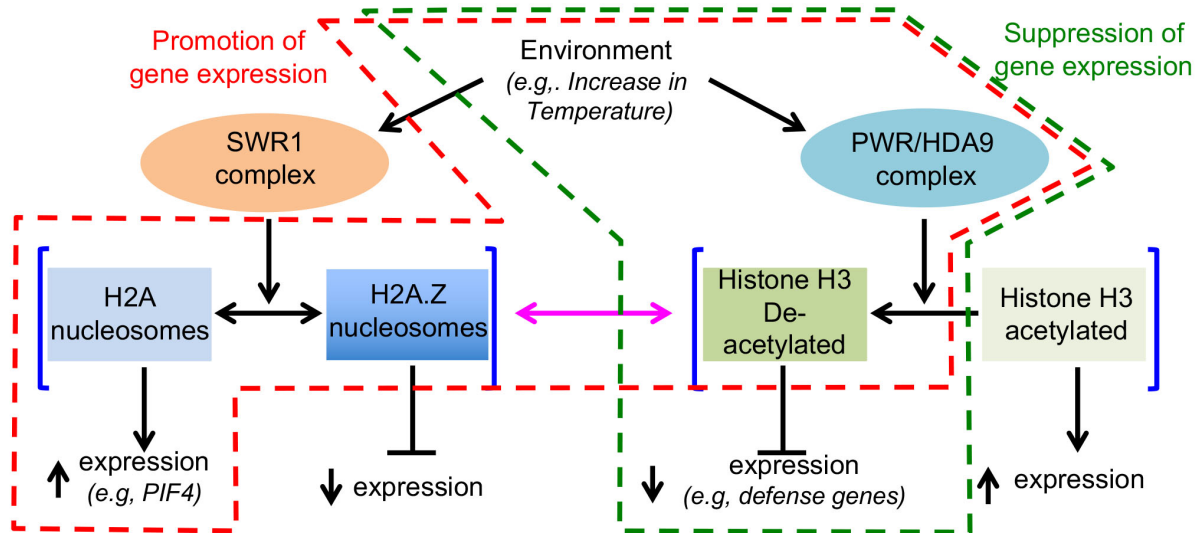 Promotion of
gene expression
Environment
(e.g,. Increase in
Temperature)
Suppression of
gene expression
SWR1
complex
PWR/HDA9
complex
H2A
nucleosomes
H2A.Z
nucleosomes
Histone H3
De-
acetylated
Histone H3
acetylated
expression
(e.g, PIF4)
expression
expression
(e.g, defense genes)
expression